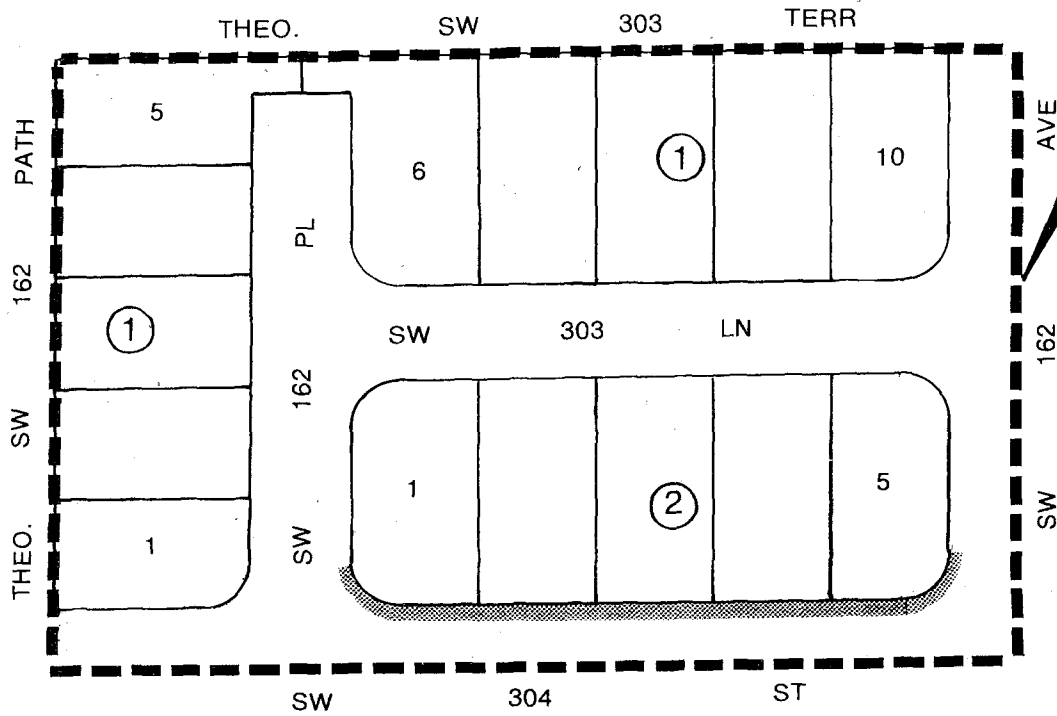 THEO. SW 303 TERR
THEO. SW 162 PATH
5
6
1
10
PL
1
SW 303 LN
SW 162 AVE
SW 162
1
1
2
5
SW 304 ST